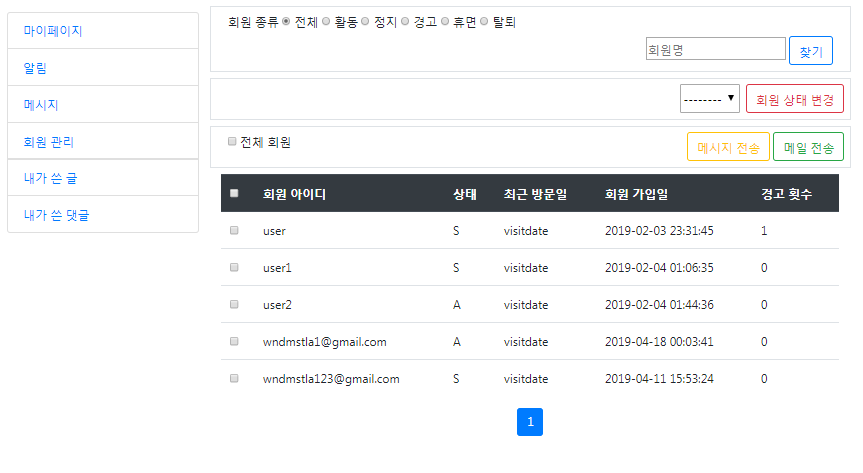 마이페이지
알림
메시지
회원 관리
내가 쓴 글
내가 쓴 댓글
회원 종류 전체 활동 정지 경고 휴면 탈퇴
회원명 찾기
-------- 회원 상태 변경
전체 회원 메시지 전송 메일 전송
회원 아이디 상태 최근 방문일 회원 가입일 경고 횟수
user S visitdate 2019-02-03 23:31:45 1
user1 S visitdate 2019-02-04 01:06:35 0
user2 A visitdate 2019-02-04 01:44:36 0
wndmstla1@gmail.com A visitdate 2019-04-18 00:03:41 0
wndmstla123@gmail.com S visitdate 2019-04-11 15:53:24 0
1